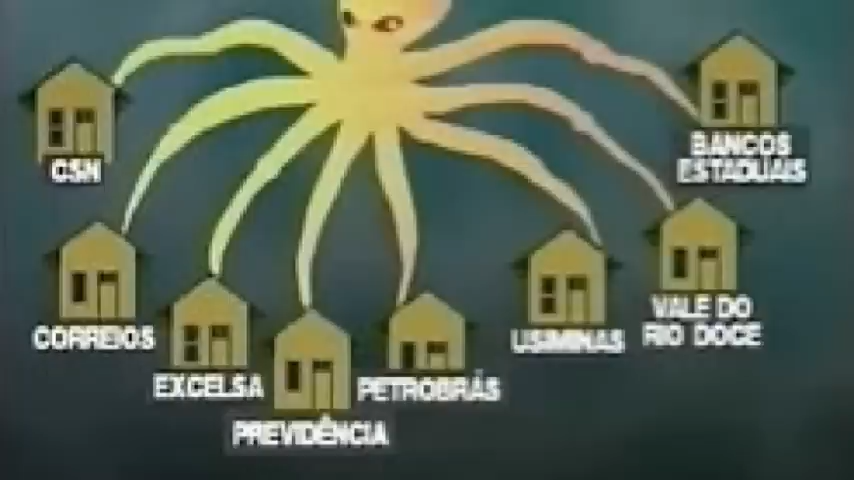 CSN
BANCOS
ESTADUAIS
CORREIOS
EXCELSA
PREVIDÊNCIA
PETROBRÁS
USIMINAS
VALE DO
RIO DOCE